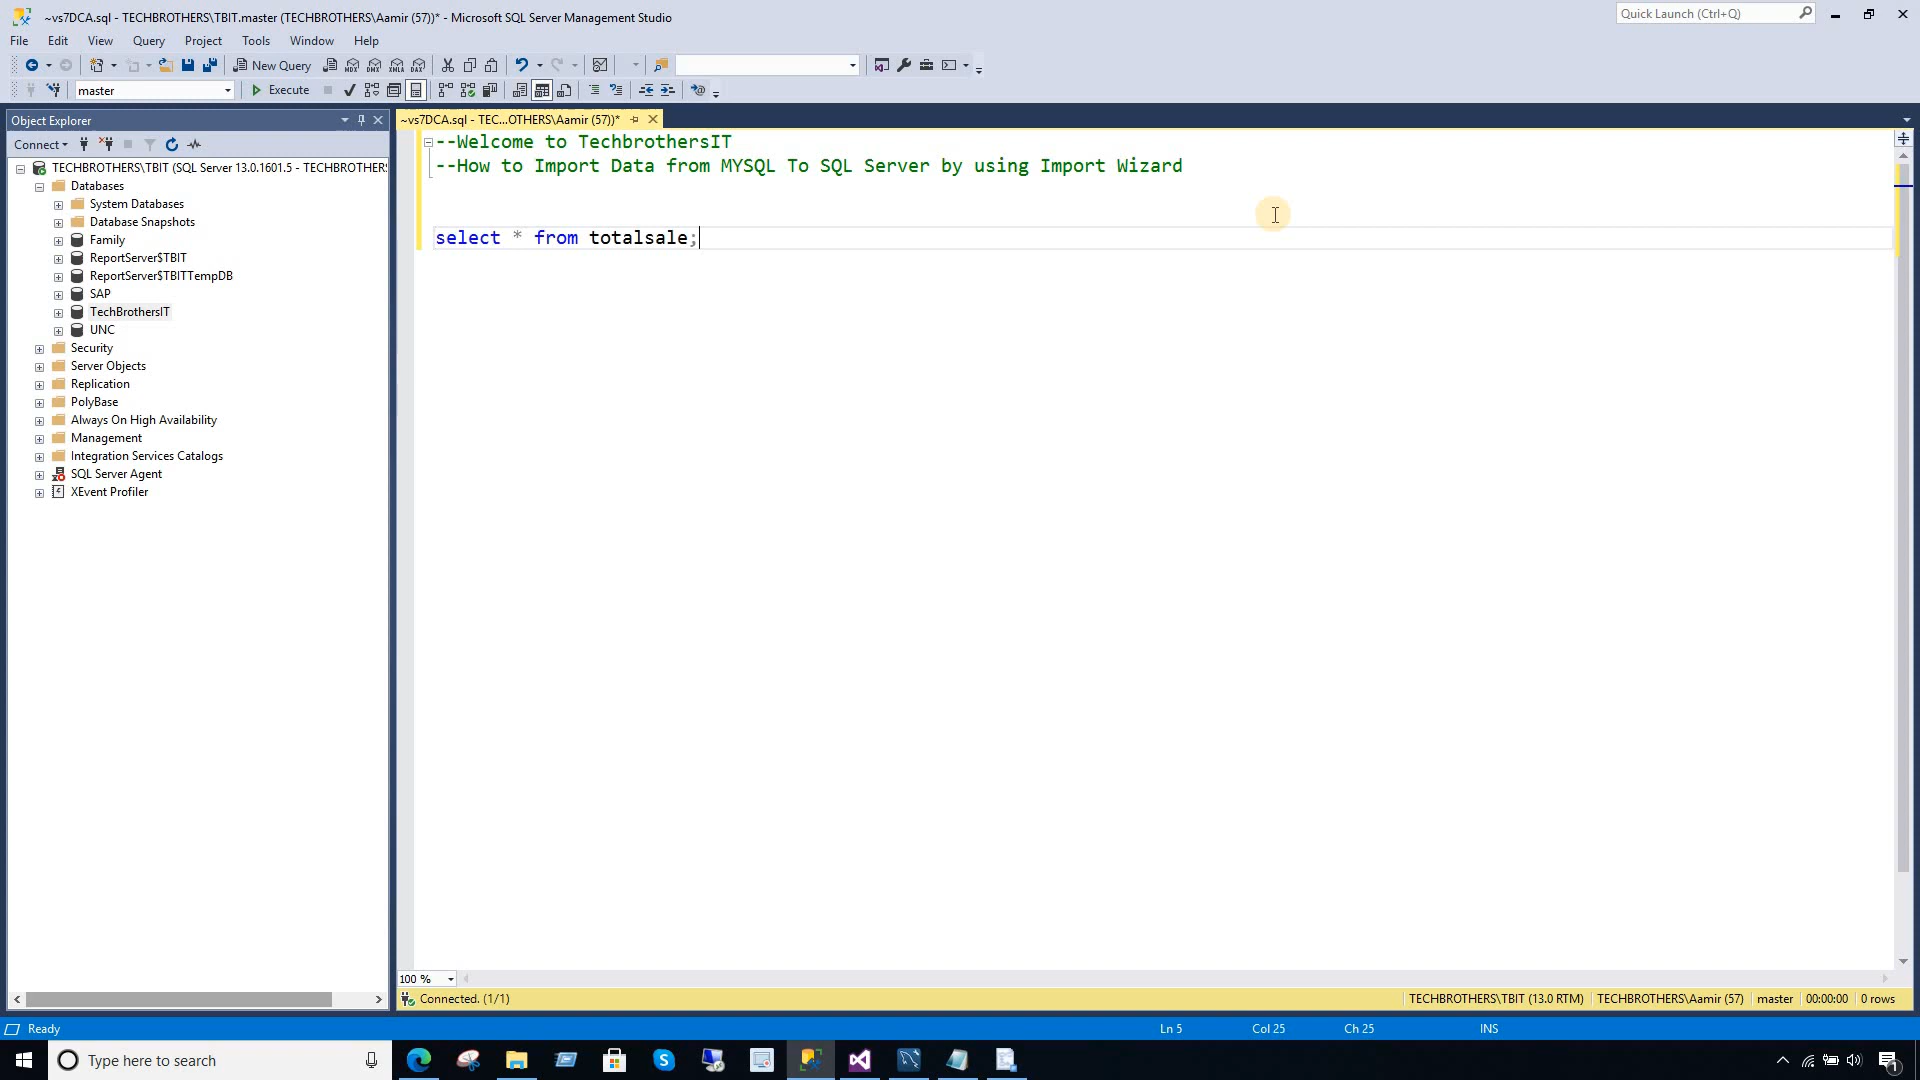 ~vs7DCA.sql - TECHBROTHERS\TBIT.master (TECHBROTHERS\Aamir (57))* - Microsoft SQL Server Management Studio
Quick Launch (Ctrl+Q)
File Edit View Query Project Tools Window Help
New Query
MDX DMX XMLA DAX
master
Execute
Object Explorer
~vs7DCA.sql - TEC...OTHERS\Aamir (57))*
Connect
TECHBROTHERS\TBIT (SQL Server 13.0.1601.5 - TECHBROTHERS
Databases
System Databases
Database Snapshots
Family
ReportServer$TBIT
ReportServer$TBITTempDB
SAP
TechBrothersIT
UNC
Security
Server Objects
Replication
PolyBase
Always On High Availability
Management
Integration Services Catalogs
SQL Server Agent
XEvent Profiler
--Welcome to TechbrothersIT
--How to Import Data from MYSQL To SQL Server by using Import Wizard
select * from totalsale;
100 %
Connected. (1/1)
TECHBROTHERS\TBIT (13.0 RTM) TECHBROTHERS\Aamir (57) master 00:00:00 0 rows
Ready
Ln 5 Col 25 Ch 25 INS
Type here to search
1